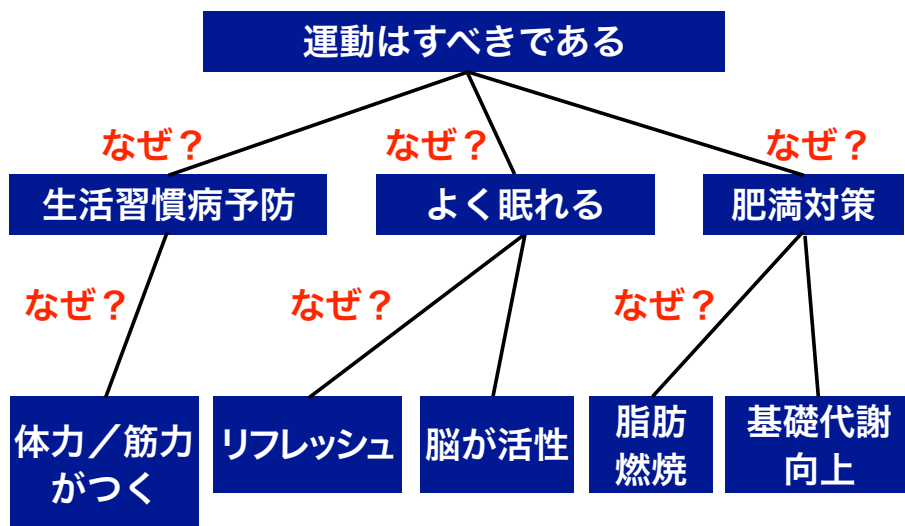 運動はすべきである
なぜ？
なぜ？
なぜ？
生活習慣病予防
よく眠れる
肥満対策
なぜ？
なぜ？
なぜ？
体力／筋力
がつく
リフレッシュ
脳が活性
脂肪
燃焼
基礎代謝
向上